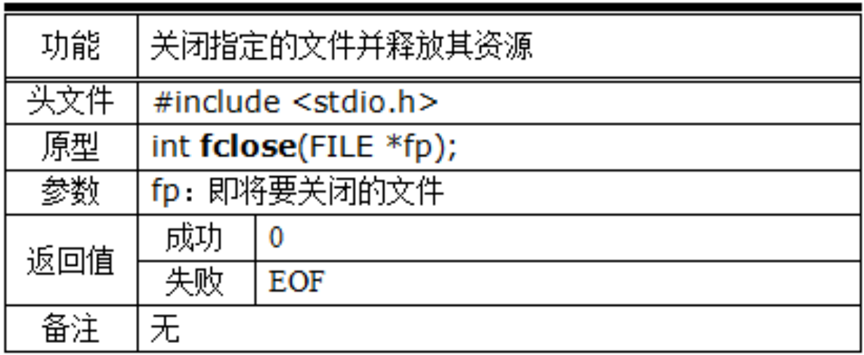 功能 关闭指定的文件并释放其资源
头文件 #include <stdio.h>
原型 int fclose(FILE *fp);
参数 fp：即将要关闭的文件
返回值 成功 0
失败 EOF
备注 无